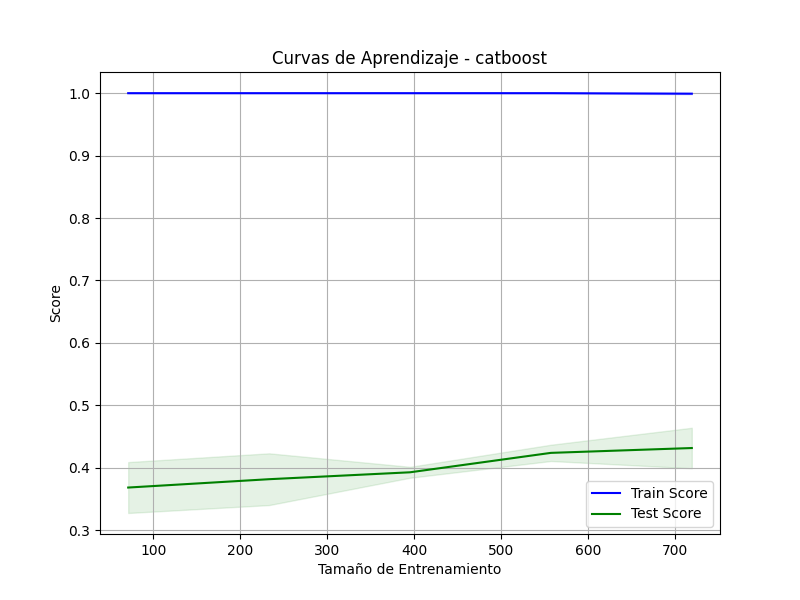 Curvas de Aprendizaje - catboost
1.0
0.9
0.8
0.7
0.6
0.5
0.4
0.3
Score
100 200 300 400 500 600 700
Tamaño de Entrenamiento
Train Score
Test Score